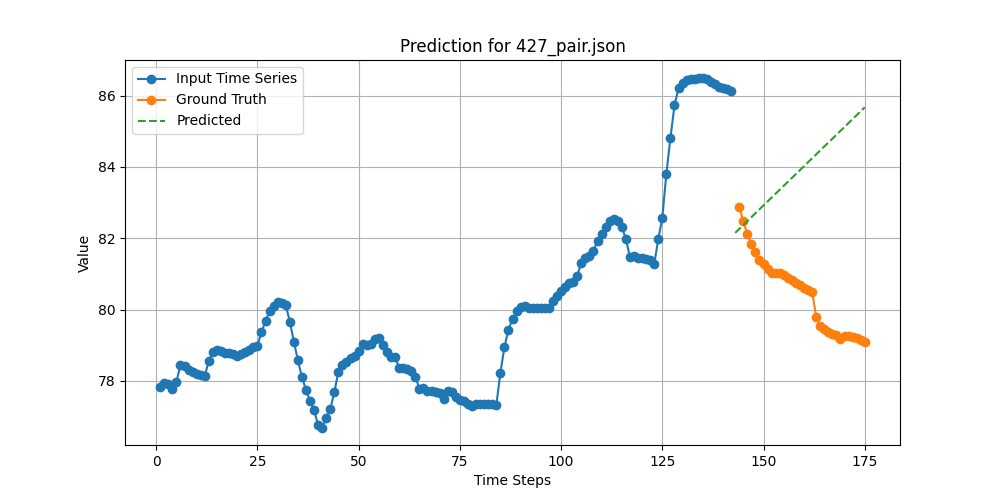 Prediction for 427_pair.json
Input Time Series
Ground Truth
Predicted
86
84
82
80
78
Value
0 25 50 75 100 125 150 175
Time Steps